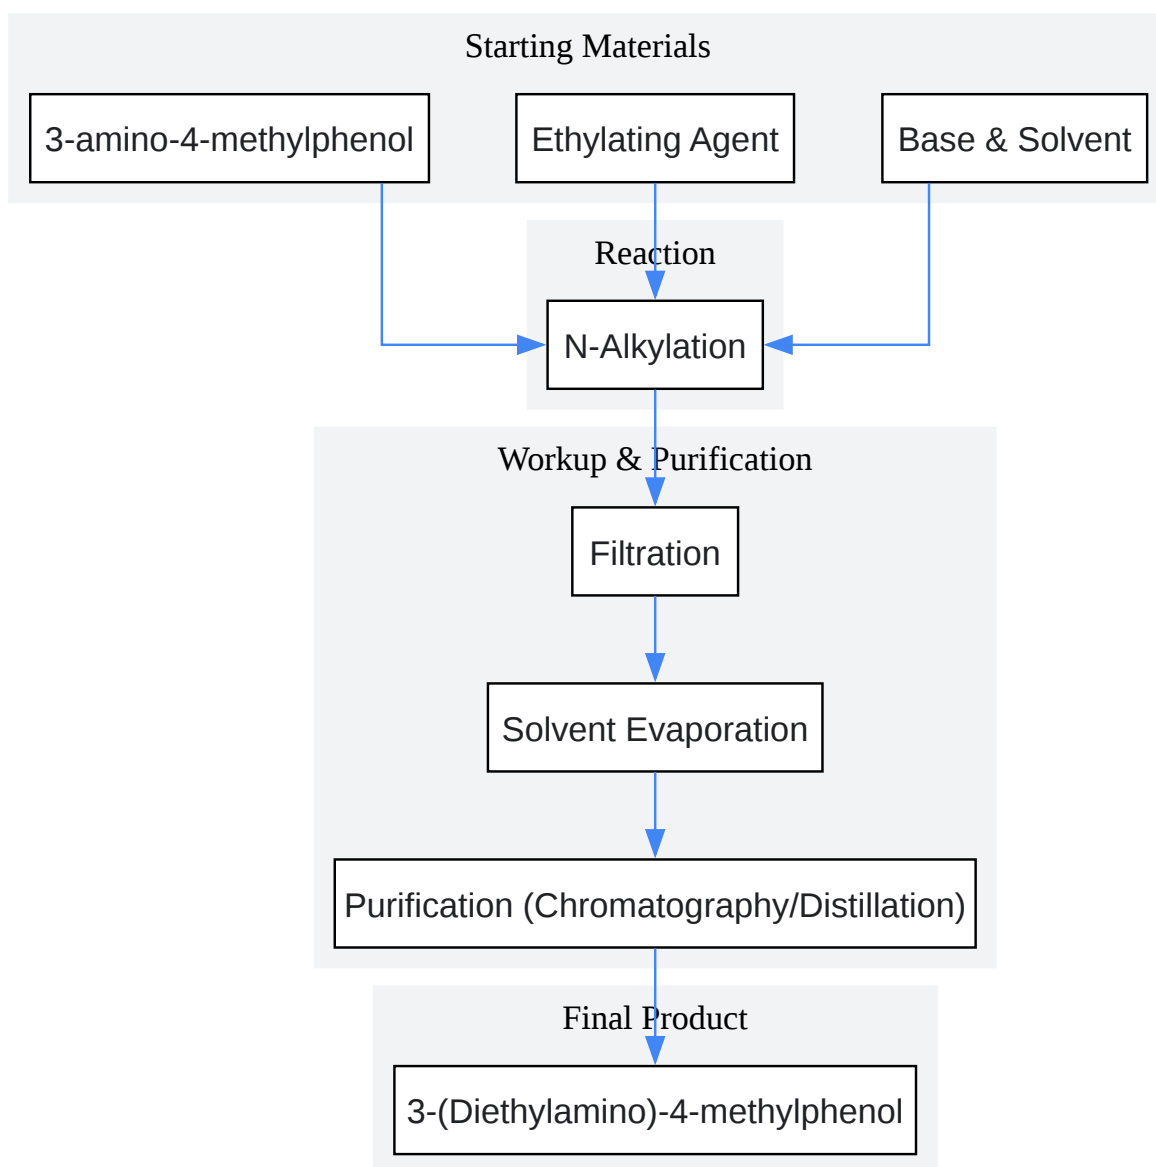 Starting Materials
3-amino-4-methylphenol
Ethylating Agent
Base & Solvent
Reaction
N-Alkylation
Workup & Purification
Filtration
Solvent Evaporation
Purification (Chromatography/Distillation)
Final Product
3-(Diethylamino)-4-methylphenol